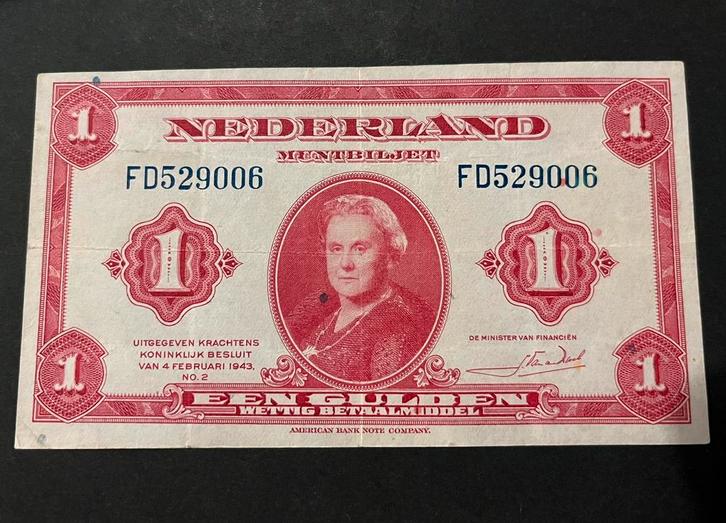 1 1
NEDERLAND
MUNTBILJET
FD529006 FD529006
1 1
UITGEGEVEN KRACHTENS
KONINKLIJK BESLUIT
VAN 4 FEBRUARI 1943,
NO. 2
DE MINISTER VAN FINANCIËN
1 1
EEN GULDEN
WETTIG BETAALMIDDEL
AMERICAN BANK NOTE COMPANY.